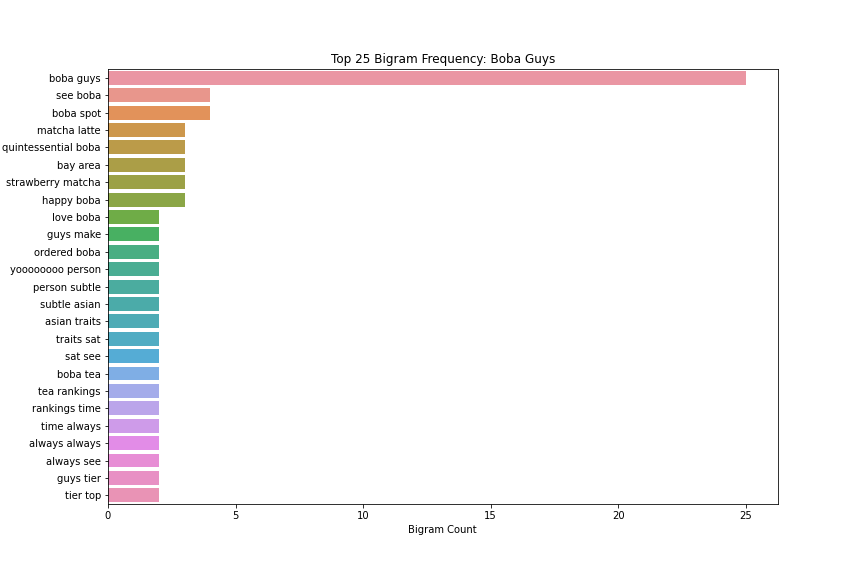 Top 25 Bigram Frequency: Boba Guys
boba guys
see boba
boba spot
matcha latte
quintessential boba
bay area
strawberry matcha
happy boba
love boba
guys make
ordered boba
yoooooooo person
person subtle
subtle asian
asian traits
traits sat
sat see
boba tea
tea rankings
rankings time
time always
always always
always see
guys tier
tier top
0 5 10 15 20 25
Bigram Count